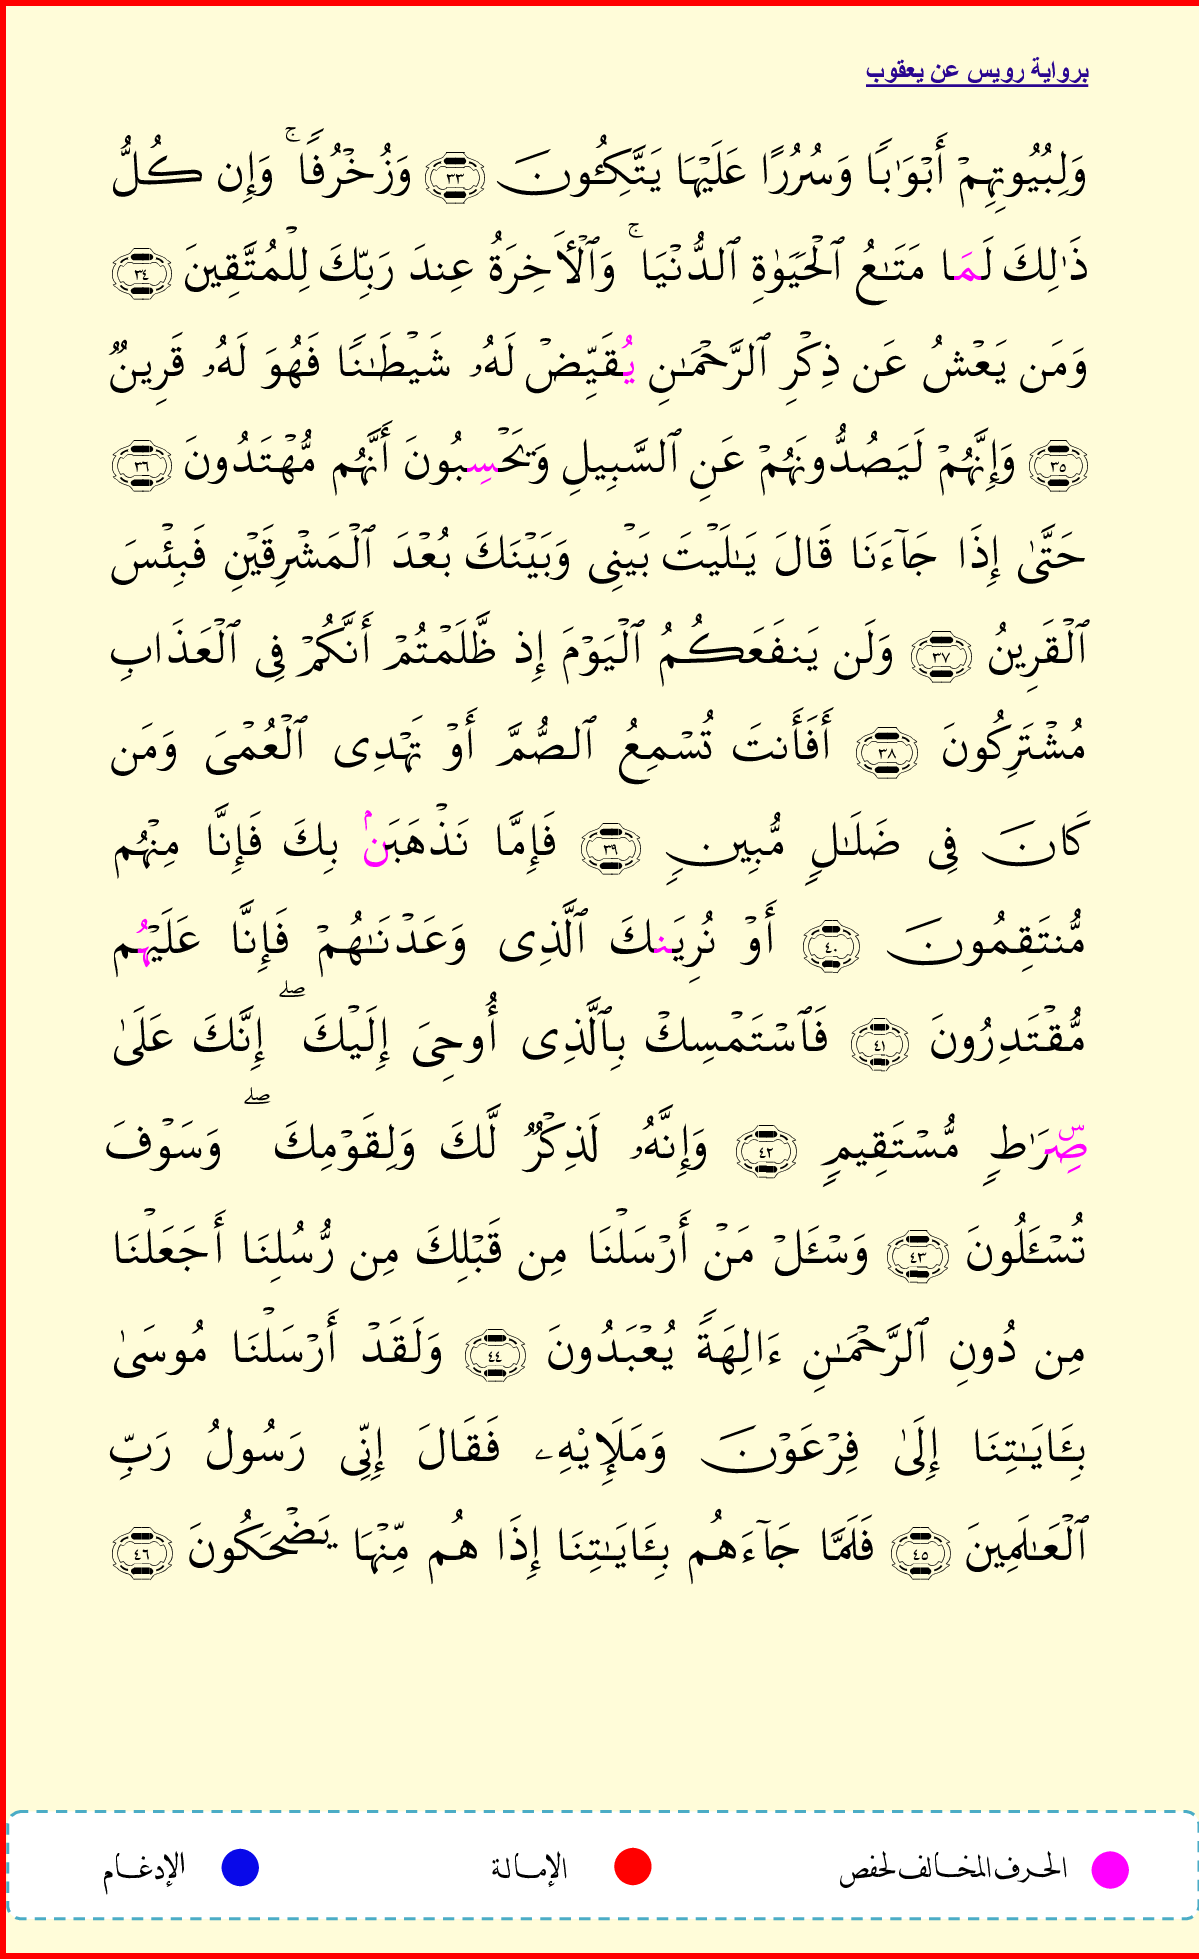 برواية رويس عن يعقوب
وَلِبُيُوتِهِمۡ أَبۡوَٰبٗا وَسُرُرًا عَلَيۡهَا يَتَّكِـُٔونَ ٣٣ وَزُخۡرُفٗاۚ وَإِن كُلُّ
ذَٰلِكَ لَمَا مَتَٰعُ ٱلۡحَيَوٰةِ ٱلدُّنۡيَاۚ وَٱلۡأٓخِرَةُ عِندَ رَبِّكَ لِلۡمُتَّقِينَ ٣٤
وَمَن يَعۡشُ عَن ذِكۡرِ ٱلرَّحۡمَٰنِ يُقَيِّضۡ لَهُۥ شَيۡطَٰنٗا فَهُوَ لَهُۥ قَرِينٞ
٣٥ وَإِنَّهُمۡ لَيَصُدُّونَهُمۡ عَنِ ٱلسَّبِيلِ وَيَحۡسِبُونَ أَنَّهُم مُّهۡتَدُونَ ٣٦
حَتَّىٰٓ إِذَا جَآءَنَا قَالَ يَٰلَيۡتَ بَيۡنِي وَبَيۡنَكَ بُعۡدَ ٱلۡمَشۡرِقَيۡنِ فَبِئۡسَ
ٱلۡقَرِينُ ٣٧ وَلَن يَنفَعَكُمُ ٱلۡيَوۡمَ إِذ ظَّلَمۡتُمۡ أَنَّكُمۡ فِي ٱلۡعَذَابِ
مُشۡتَرِكُونَ ٣٨ أَفَأَنتَ تُسۡمِعُ ٱلصُّمَّ أَوۡ تَهۡدِي ٱلۡعُمۡيَ وَمَن
كَانَ فِي ضَلَٰلٖ مُّبِينٖ ٣٩ فَإِمَّا نَذۡهَبَنۢ بِكَ فَإِنَّا مِنۡهُم
مُّنتَقِمُونَ ٤٠ أَوۡ نُرِيَنكَ ٱلَّذِي وَعَدۡنَٰهُمۡ فَإِنَّا عَلَيۡهُم
مُّقۡتَدِرُونَ ٤١ فَٱسۡتَمۡسِكۡ بِٱلَّذِي أُوحِيَ إِلَيۡكَۖ إِنَّكَ عَلَىٰ
صِّرَٰطٖ مُّسۡتَقِيمٖ ٤٢ وَإِنَّهُۥ لَذِكۡرٞ لَّكَ وَلِقَوۡمِكَۖ وَسَوۡفَ
تُسۡـَٔلُونَ ٤٣ وَسۡـَٔلۡ مَنۡ أَرۡسَلۡنَا مِن قَبۡلِكَ مِن رُّسُلِنَا أَجَعَلۡنَا
مِن دُونِ ٱلرَّحۡمَٰنِ ءَالِهَةٗ يُعۡبَدُونَ ٤٤ وَلَقَدۡ أَرۡسَلۡنَا مُوسَىٰ
بِـَٔايَٰتِنَا إِلَىٰ فِرۡعَوۡنَ وَمَلَإِيْهِۦ فَقَالَ إِنِّي رَسُولُ رَبِّ
ٱلۡعَٰلَمِينَ ٤٥ فَلَمَّا جَآءَهُم بِـَٔايَٰتِنَا إِذَا هُم مِّنۡهَا يَضۡحَكُونَ ٤٦
الحرف المخالف لحفص الإمالة الإدغام